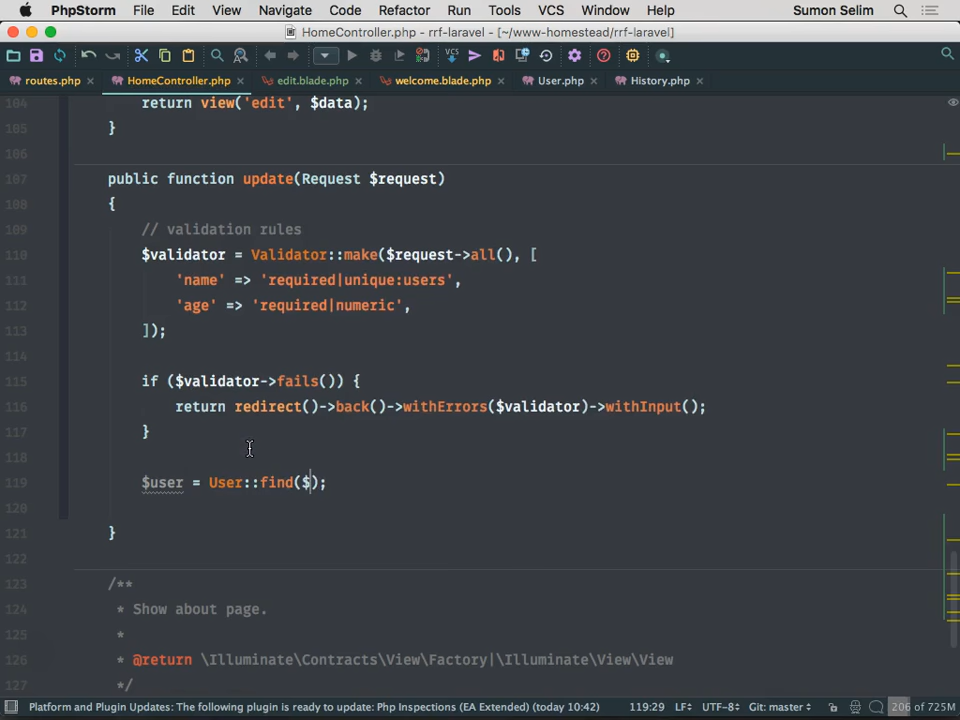 PhpStorm File Edit View Navigate Code Refactor Run Tools VCS Window Help Sumon Selim
HomeController.php - rrf-laravel - [~/www-homestead/rrf-laravel]
routes.php HomeController.php edit.blade.php welcome.blade.php User.php History.php
104 return view('edit', $data);
105 }
106
107 public function update(Request $request)
108 {
109 // validation rules
110 $validator = Validator::make($request->all(), [
111 'name' => 'required|unique:users',
112 'age' => 'required|numeric',
113 ]);
114
115 if ($validator->fails()) {
116 return redirect()->back()->withErrors($validator)->withInput();
117 }
118
119 $user = User::find($);
120
121 }
122
123 /**
124 * Show about page.
125 *
126 * @return \Illuminate\Contracts\View\Factory|\Illuminate\View\View
127 */
Platform and Plugin Updates: The following plugin is ready to update: Php Inspections (EA Extended) (today 10:42) 119:29 LF UTF-8 Git: master 206 of 725M